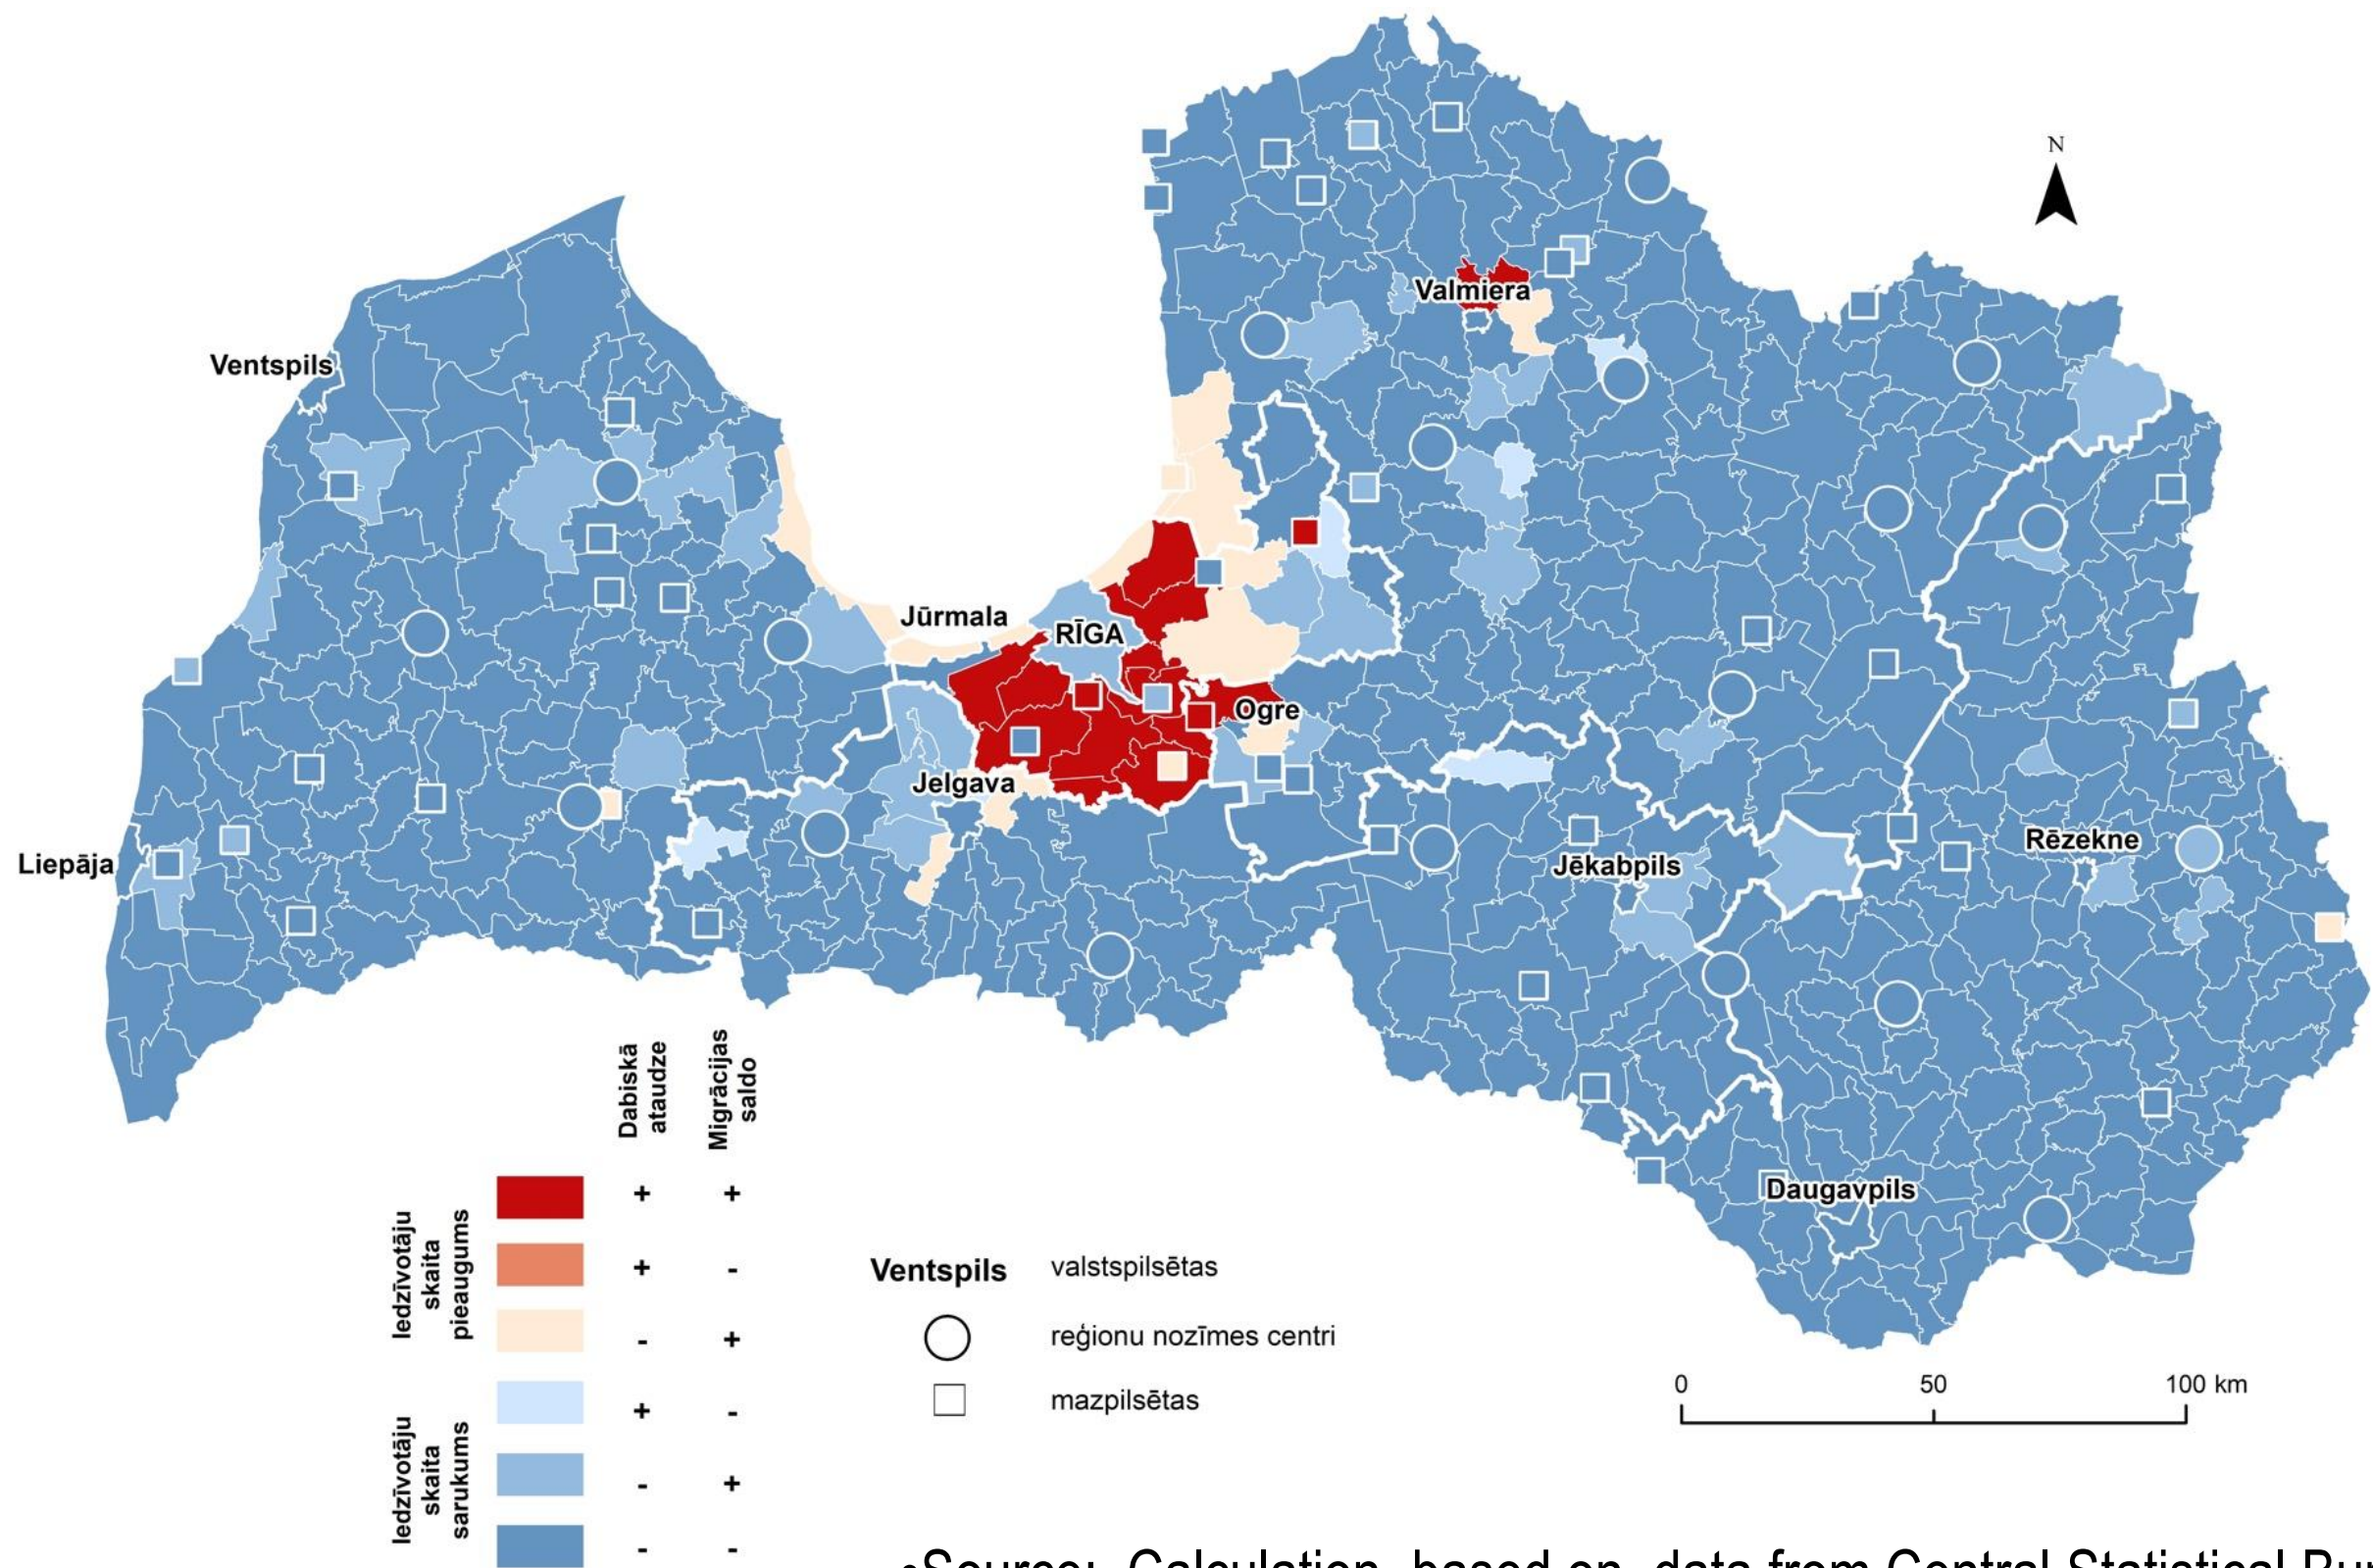 N
Valmiera
Ventspils
Jūrmala
RĪGA
Ogre
Jelgava
Rēzekne
Liepāja
Jēkabpils
Daugavpils
Dabiskā
ataudze
Migrācijas
saldo
Iedzīvotāju
skaita
pieaugums
+ +
+ -
- +
Iedzīvotāju
skaita
sarukums
+ -
- +
- -
Ventspils valstspilsētas
reģionu nozīmes centri
mazpilsētas
0 50 100 km
•Source: Calculation based on data from Central Statistical